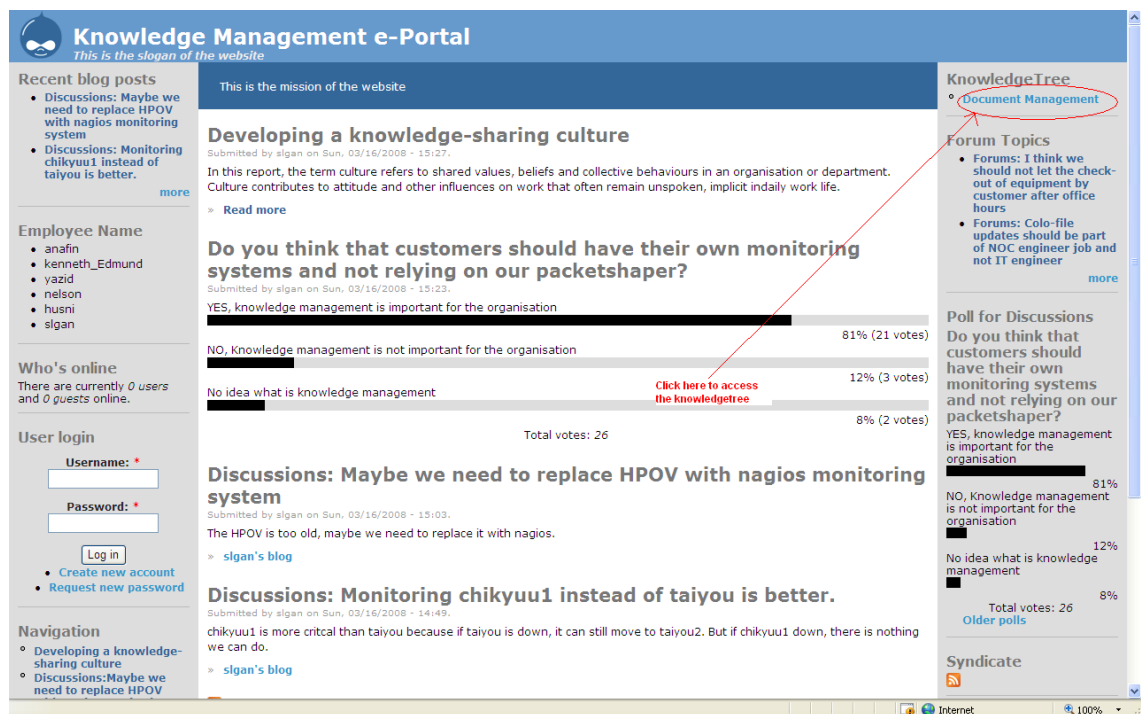 Knowledge Management e-Portal
This is the slogan of the website
Recent blog posts
Discussions: Maybe we
need to replace HPOV
with nagios monitoring
system
Discussions: Monitoring
chikyuu1 instead of
taiyou is better.
more
Employee Name
anafin
kenneth_Edmund
yazid
nelson
husni
slgan
Who's online
There are currently 0 users
and 0 guests online.
User login
Username: *
Password: *
Log in
Create new account
Request new password
Navigation
Developing a knowledge-
sharing culture
Discussions:Maybe we
need to replace HPOV
This is the mission of the website
Developing a knowledge-sharing culture
Submitted by slgan on Sun, 03/16/2008 - 15:27.
In this report, the term culture refers to shared values, beliefs and collective behaviours in an organisation or department.
Culture contributes to attitude and other influences on work that often remain unspoken, implicit indaily work life.
» Read more
Do you think that customers should have their own monitoring
systems and not relying on our packetshaper?
Submitted by slgan on Sun, 03/16/2008 - 15:23.
YES, knowledge management is important for the organisation
81% (21 votes)
NO, Knowledge management is not important for the organisation
12% (3 votes)
No idea what is knowledge management
8% (2 votes)
Total votes: 26
Click here to access
the knowledgetree
Discussions: Maybe we need to replace HPOV with nagios monitoring
system
Submitted by slgan on Sun, 03/16/2008 - 15:03.
The HPOV is too old, maybe we need to replace it with nagios.
» slgan's blog
Discussions: Monitoring chikyuu1 instead of taiyou is better.
Submitted by slgan on Sun, 03/16/2008 - 14:49.
chikyuu1 is more critcal than taiyou because if taiyou is down, it can still move to taiyou2. But if chikyuu1 down, there is nothing
we can do.
» slgan's blog
KnowledgeTree
Document Management
Forum Topics
Forums: I think we
should not let the check-
out of equipment by
customer after office
hours
Forums: Colo-file
updates should be part
of NOC engineer job and
not IT engineer
more
Poll for Discussions
Do you think that
customers should
have their own
monitoring systems
and not relying on our
packetshaper?
YES, knowledge management
is important for the
organisation
81%
NO, Knowledge management
is not important for the
organisation
12%
No idea what is knowledge
management
8%
Total votes: 26
Older polls
Syndicate
Internet
100%